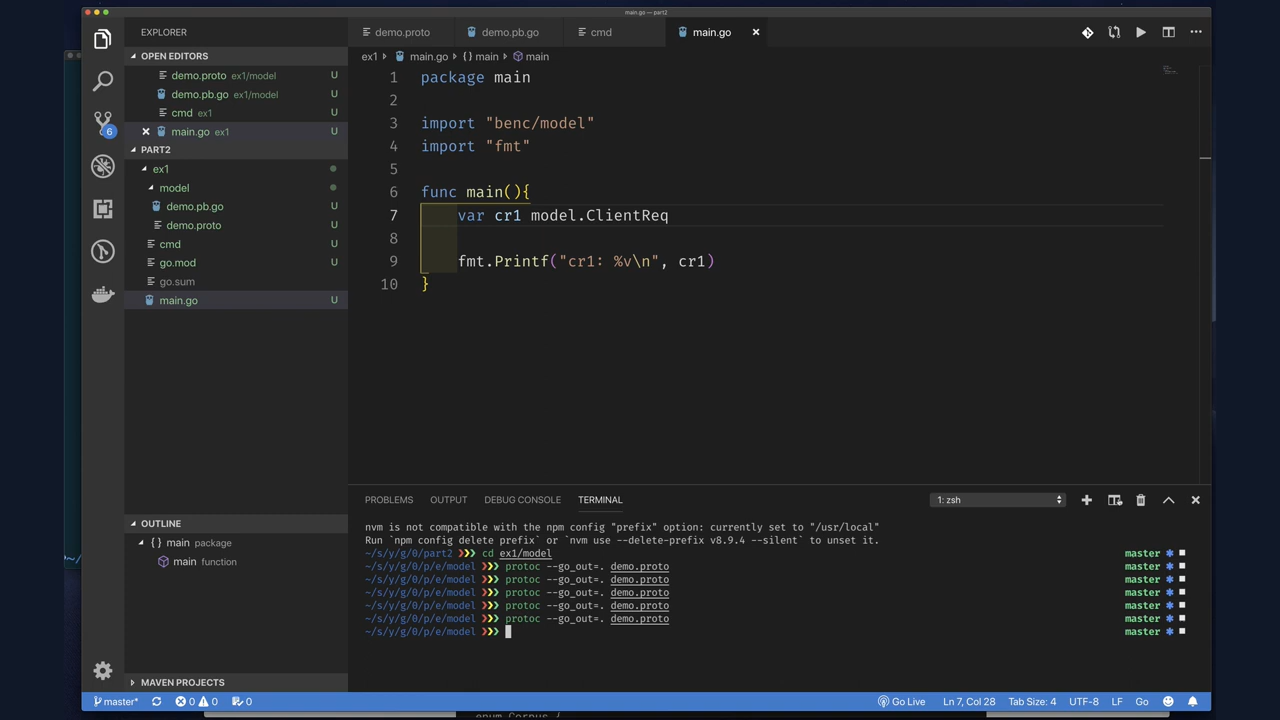 main.go — part2
EXPLORER
OPEN EDITORS
demo.proto ex1/model U
demo.pb.go ex1/model U
cmd ex1 U
main.go ex1 U
PART2
ex1
model
demo.pb.go U
demo.proto U
cmd U
go.mod U
go.sum
main.go U
OUTLINE
main package
main function
MAVEN PROJECTS
6
demo.proto
demo.pb.go
cmd
main.go
ex1 main.go {} main main
1 package main
2
3 import "benc/model"
4 import "fmt"
5
6 func main(){
7 var cr1 model.ClientReq
8
9 fmt.Printf("cr1: %v\n", cr1)
10 }
PROBLEMS OUTPUT DEBUG CONSOLE TERMINAL 1: zsh
nvm is not compatible with the npm config "prefix" option: currently set to "/usr/local"
Run `npm config delete prefix` or `nvm use --delete-prefix v8.9.4 --silent` to unset it.
~/s/y/g/0/part2 ❯❯❯ cd ex1/model master ✱ ◼
~/s/y/g/0/p/e/model ❯❯❯ protoc --go_out=. demo.proto master ✱ ◼
~/s/y/g/0/p/e/model ❯❯❯ protoc --go_out=. demo.proto master ✱ ◼
~/s/y/g/0/p/e/model ❯❯❯ protoc --go_out=. demo.proto master ✱ ◼
~/s/y/g/0/p/e/model ❯❯❯ protoc --go_out=. demo.proto master ✱ ◼
~/s/y/g/0/p/e/model ❯❯❯ protoc --go_out=. demo.proto master ✱ ◼
~/s/y/g/0/p/e/model ❯❯❯ master ✱ ◼
master* 0 0 0 Go Live Ln 7, Col 28 Tab Size: 4 UTF-8 LF Go